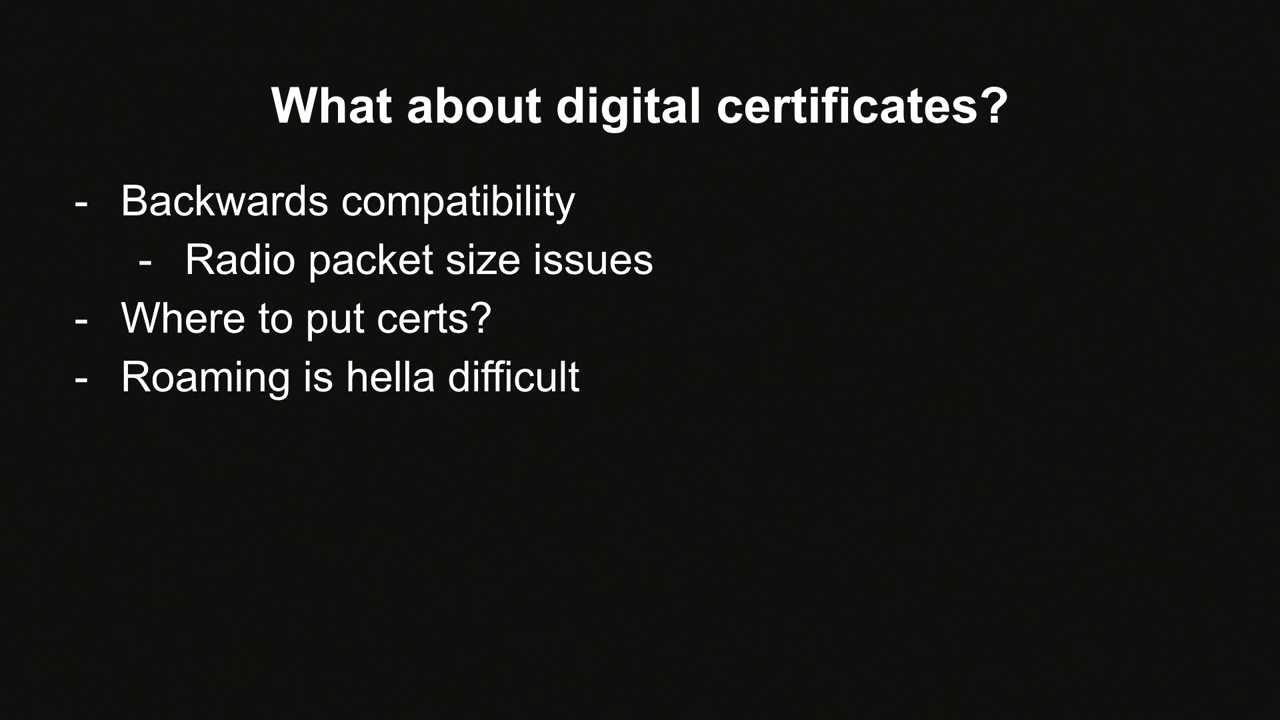 What about digital certificates?
- Backwards compatibility
- Radio packet size issues
- Where to put certs?
- Roaming is hella difficult